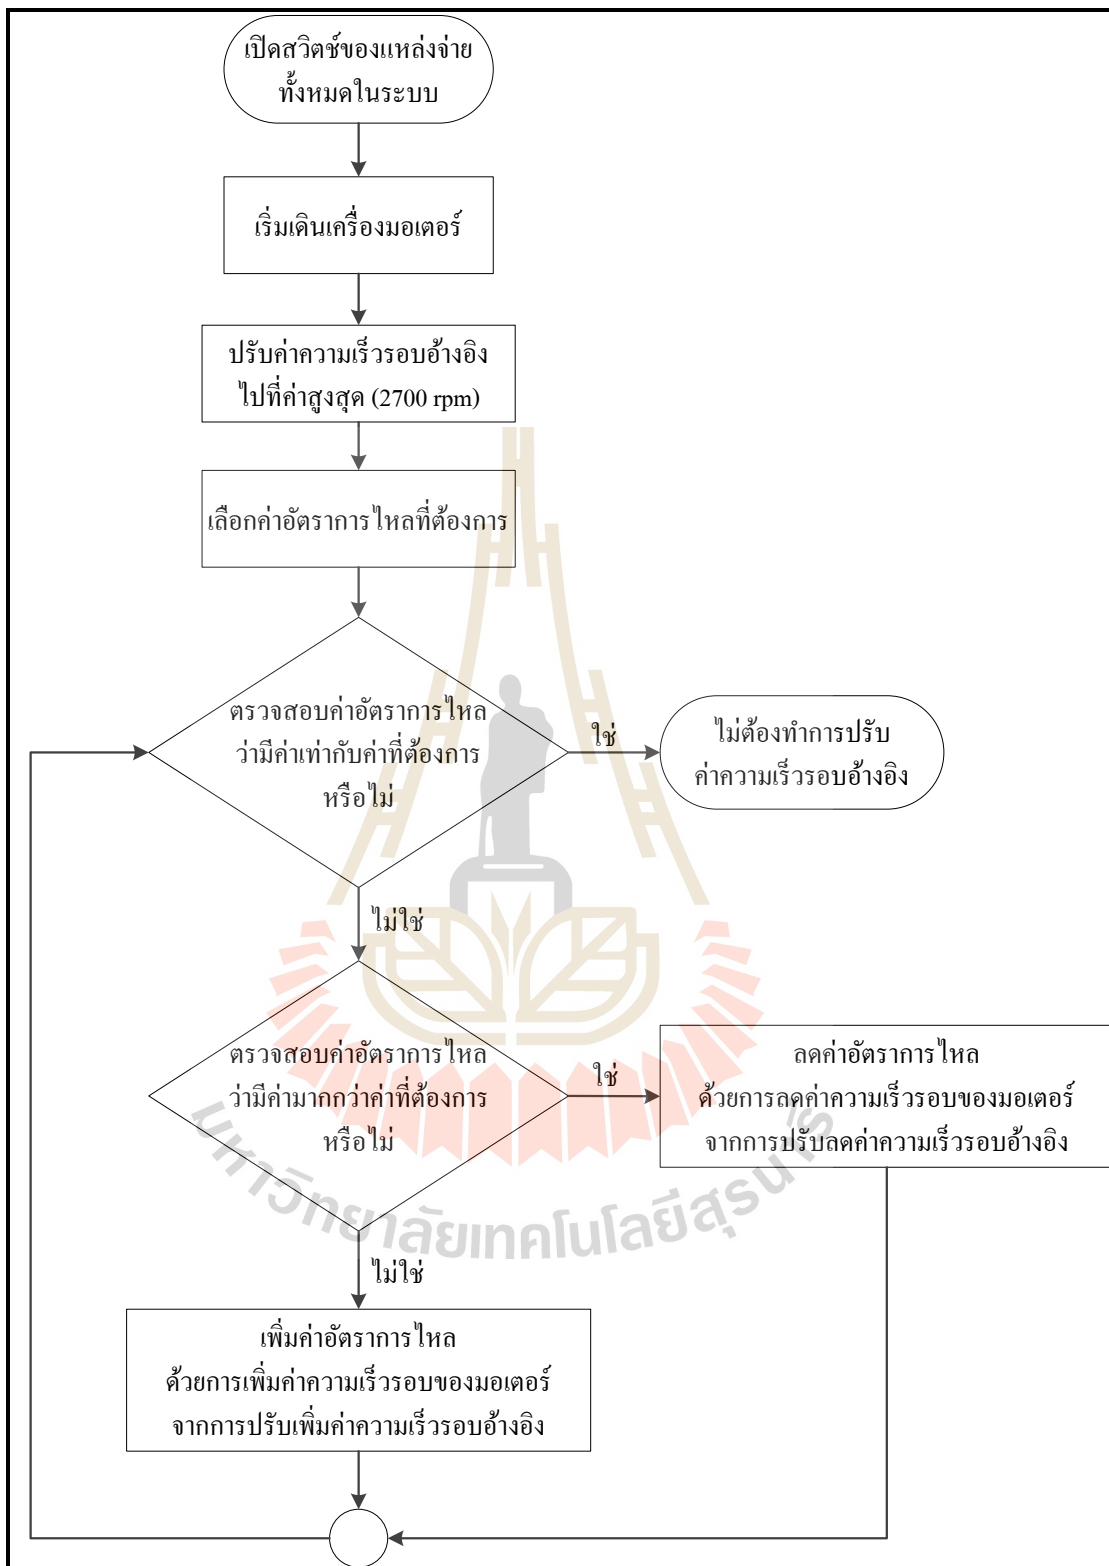 เปิดสวิตช์ของแหล่งจ่าย
ทั้งหมดในระบบ
เริ่มเดินเครื่องมอเตอร์
ปรับค่าความเร็วรอบอ้างอิง
ไปที่ค่าสูงสุด (2700 rpm)
เลือกค่าอัตราการไหลที่ต้องการ
ตรวจสอบค่าอัตราการไหล
ว่ามีค่าเท่ากับค่าที่ต้องการ
หรือไม่
ใช่
ไม่ต้องทำการปรับ
ค่าความเร็วรอบอ้างอิง
ไม่ใช่
ตรวจสอบค่าอัตราการไหล
ว่ามีค่ามากกว่าค่าที่ต้องการ
หรือไม่
ใช่
ลดค่าอัตราการไหล
ด้วยการลดค่าความเร็วรอบของมอเตอร์
จากการปรับลดค่าความเร็วรอบอ้างอิง
มหาวิทยาลัยเทคโนโลยีสุรนารี
ไม่ใช่
เพิ่มค่าอัตราการไหล
ด้วยการเพิ่มค่าความเร็วรอบของมอเตอร์
จากการปรับเพิ่มค่าความเร็วรอบอ้างอิง